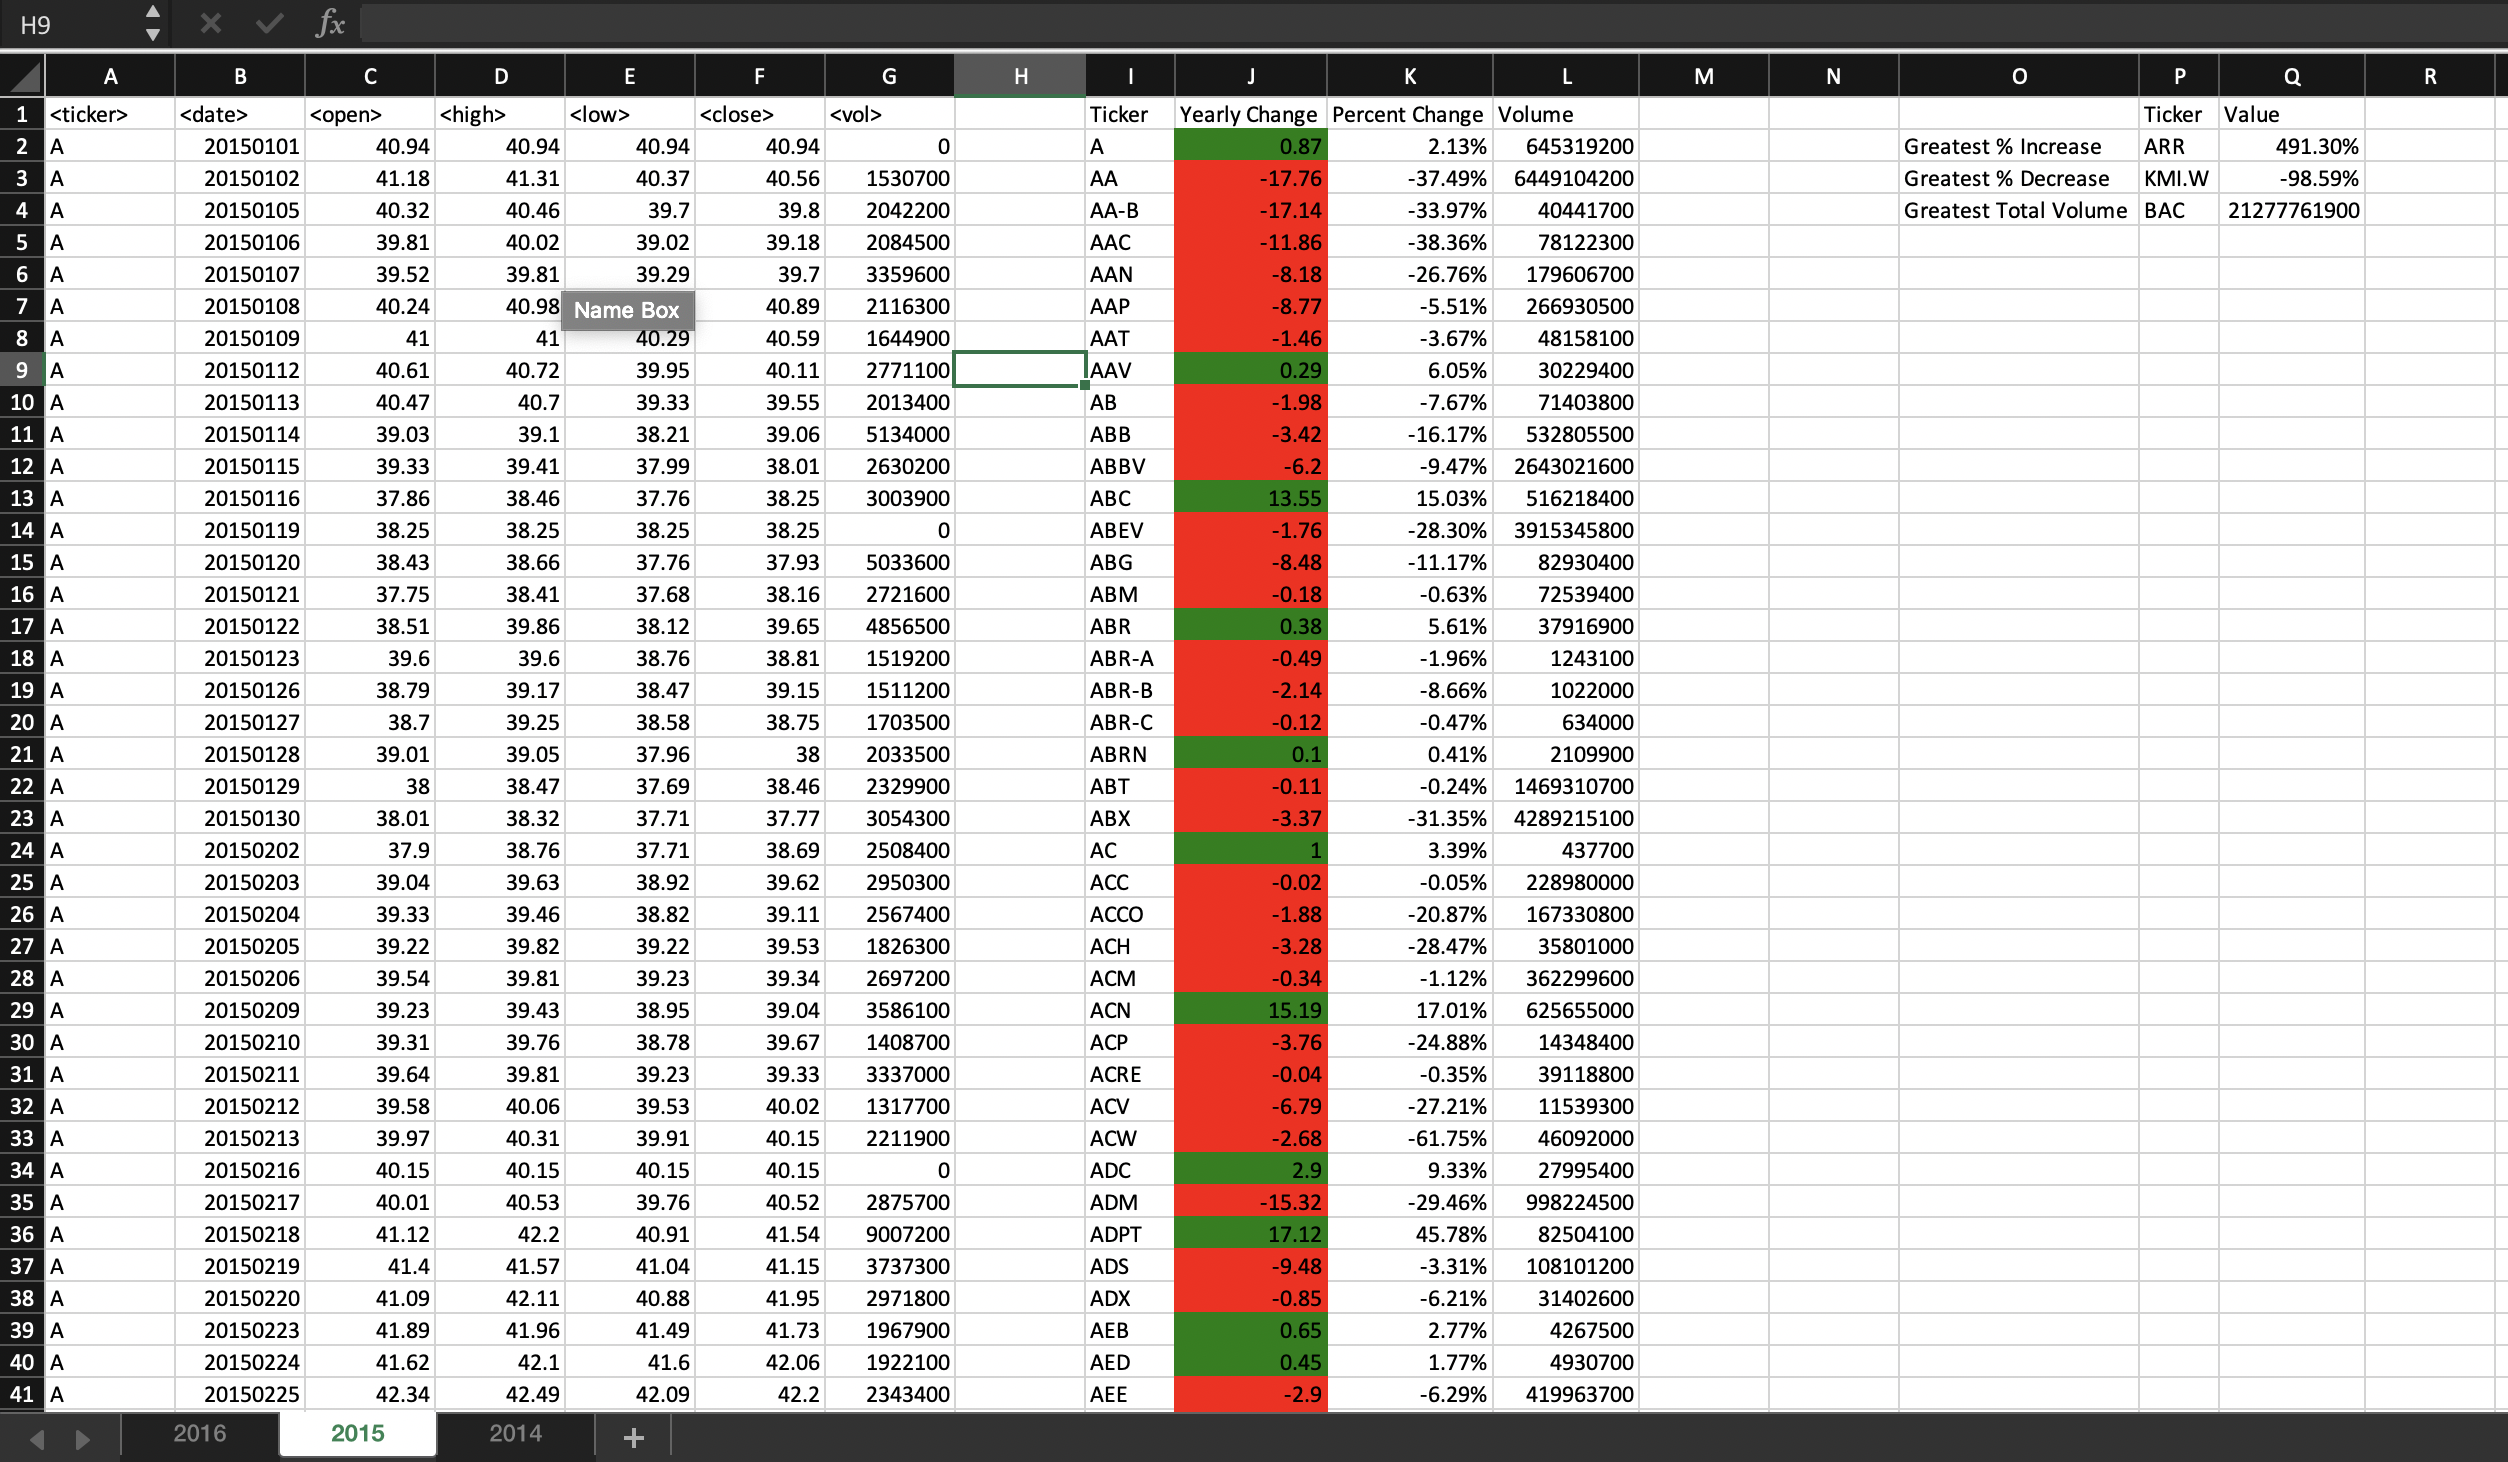 H9 fx
A B C D E F G H I J K L M N O P Q R
1 <ticker> <date> <open> <high> <low> <close> <vol> Ticker Yearly Change Percent Change Volume Ticker Value
2 A 20150101 40.94 40.94 40.94 40.94 0 A 0.87 2.13% 645319200 Greatest % Increase ARR 491.30%
3 A 20150102 41.18 41.31 40.37 40.56 1530700 AA -17.76 -37.49% 6449104200 Greatest % Decrease KMI.W -98.59%
4 A 20150105 40.32 40.46 39.7 39.8 2042200 AA-B -17.14 -33.97% 40441700 Greatest Total Volume BAC 21277761900
5 A 20150106 39.81 40.02 39.02 39.18 2084500 AAC -11.86 -38.36% 78122300
6 A 20150107 39.52 39.81 39.29 39.7 3359600 AAN -8.18 -26.76% 179606700
7 A 20150108 40.24 40.98 Name Box 40.89 2116300 AAP -8.77 -5.51% 266930500
8 A 20150109 41 41 40.29 40.59 1644900 AAT -1.46 -3.67% 48158100
9 A 20150112 40.61 40.72 39.95 40.11 2771100 AAV 0.29 6.05% 30229400
10 A 20150113 40.47 40.7 39.33 39.55 2013400 AB -1.98 -7.67% 71403800
11 A 20150114 39.03 39.1 38.21 39.06 5134000 ABB -3.42 -16.17% 532805500
12 A 20150115 39.33 39.41 37.99 38.01 2630200 ABBV -6.2 -9.47% 2643021600
13 A 20150116 37.86 38.46 37.76 38.25 3003900 ABC 13.55 15.03% 516218400
14 A 20150119 38.25 38.25 38.25 38.25 0 ABEV -1.76 -28.30% 3915345800
15 A 20150120 38.43 38.66 37.76 37.93 5033600 ABG -8.48 -11.17% 82930400
16 A 20150121 37.75 38.41 37.68 38.16 2721600 ABM -0.18 -0.63% 72539400
17 A 20150122 38.51 39.86 38.12 39.65 4856500 ABR 0.38 5.61% 37916900
18 A 20150123 39.6 39.6 38.76 38.81 1519200 ABR-A -0.49 -1.96% 1243100
19 A 20150126 38.79 39.17 38.47 39.15 1511200 ABR-B -2.14 -8.66% 1022000
20 A 20150127 38.7 39.25 38.58 38.75 1703500 ABR-C -0.12 -0.47% 634000
21 A 20150128 39.01 39.05 37.96 38 2033500 ABRN 0.1 0.41% 2109900
22 A 20150129 38 38.47 37.69 38.46 2329900 ABT -0.11 -0.24% 1469310700
23 A 20150130 38.01 38.32 37.71 37.77 3054300 ABX -3.37 -31.35% 4289215100
24 A 20150202 37.9 38.76 37.71 38.69 2508400 AC 1 3.39% 437700
25 A 20150203 39.04 39.63 38.92 39.62 2950300 ACC -0.02 -0.05% 228980000
26 A 20150204 39.33 39.46 38.82 39.11 2567400 ACCO -1.88 -20.87% 167330800
27 A 20150205 39.22 39.82 39.22 39.53 1826300 ACH -3.28 -28.47% 35801000
28 A 20150206 39.54 39.81 39.23 39.34 2697200 ACM -0.34 -1.12% 362299600
29 A 20150209 39.23 39.43 38.95 39.04 3586100 ACN 15.19 17.01% 625655000
30 A 20150210 39.31 39.76 38.78 39.67 1408700 ACP -3.76 -24.88% 14348400
31 A 20150211 39.64 39.81 39.23 39.33 3337000 ACRE -0.04 -0.35% 39118800
32 A 20150212 39.58 40.06 39.53 40.02 1317700 ACV -6.79 -27.21% 11539300
33 A 20150213 39.97 40.31 39.91 40.15 2211900 ACW -2.68 -61.75% 46092000
34 A 20150216 40.15 40.15 40.15 40.15 0 ADC 2.9 9.33% 27995400
35 A 20150217 40.01 40.53 39.76 40.52 2875700 ADM -15.32 -29.46% 998224500
36 A 20150218 41.12 42.2 40.91 41.54 9007200 ADPT 17.12 45.78% 82504100
37 A 20150219 41.4 41.57 41.04 41.15 3737300 ADS -9.48 -3.31% 108101200
38 A 20150220 41.09 42.11 40.88 41.95 2971800 ADX -0.85 -6.21% 31402600
39 A 20150223 41.89 41.96 41.49 41.73 1967900 AEB 0.65 2.77% 4267500
40 A 20150224 41.62 42.1 41.6 42.06 1922100 AED 0.45 1.77% 4930700
41 A 20150225 42.34 42.49 42.09 42.2 2343400 AEE -2.9 -6.29% 419963700
2016 2015 2014 +